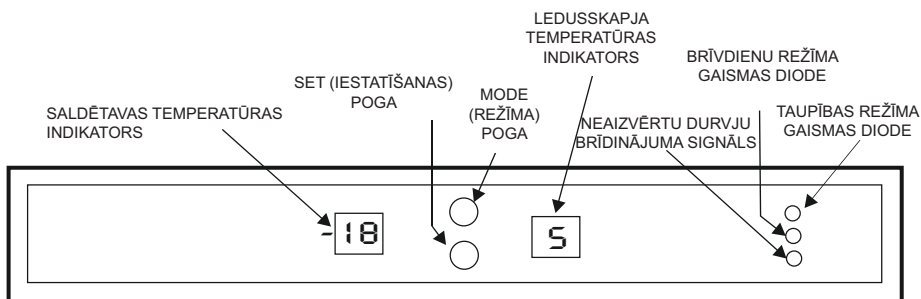 LEDUSSKAPJA
TEMPERATŪRAS
INDIKATORS
BRĪVDIENU REŽĪMA
GAISMAS DIODE
SET (IESTATĪŠANAS)
POGA
MODE
(REŽĪMA)
POGA
SALDĒTAVAS TEMPERATŪRAS
INDIKATORS
NEAIZVĒRTU DURVJU
BRĪDINĀJUMA SIGNĀLS
TAUPĪBAS REŽĪMA
GAISMAS DIODE
-18
5